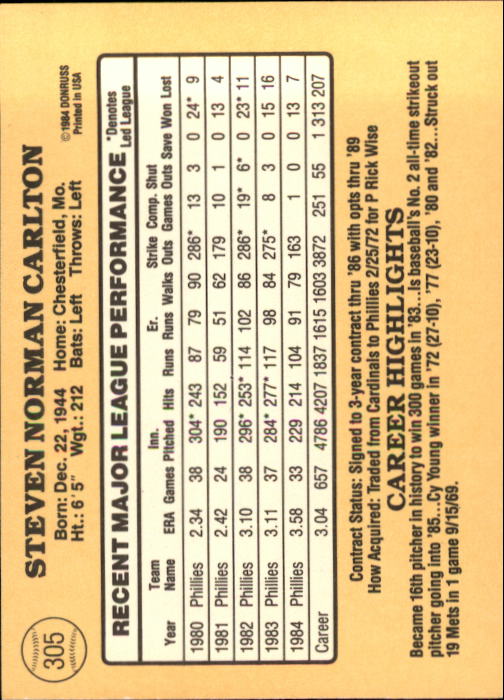 305
STEVEN NORMAN CARLTON
Born: Dec. 22, 1944 Home: Chesterfield, Mo.
Ht.: 6'5" Wgt.: 212 Bats: Left Throws: Left
©1984 DONRUSS
Printed in USA
RECENT MAJOR LEAGUE PERFORMANCE *Denotes
Led League
Team Inn. Er. Strike Comp. Shut
Year Name ERA Games Pitched Hits Runs Runs Walks Outs Games Outs Save Won Lost
1980 Phillies 2.34 38 304* 243 87 79 90 286* 13 3 0 24* 9
1981 Phillies 2.42 24 190 152 59 51 62 179 10 1 0 13 4
1982 Phillies 3.10 38 296* 253* 114 102 86 286* 19* 6* 0 23* 11
1983 Phillies 3.11 37 284* 277* 117 98 84 275* 8 3 0 15 16
1984 Phillies 3.58 33 229 214 104 91 79 163 1 0 0 13 7
Career 3.04 657 4786 4207 1837 1615 1603 3872 251 55 1 313 207
Contract Status: Signed to 3-year contract thru '86 with opts thru '89
How Acquired: Traded from Cardinals to Phillies 2/25/72 for P Rick Wise
CAREER HIGHLIGHTS
Became 16th pitcher in history to win 300 games in '83...Is baseball's No. 2 all-time strikeout
pitcher going into '85...Cy Young winner in '72 (27-10), '77 (23-10), '80 and '82...Struck out
19 Mets in 1 game 9/15/69.